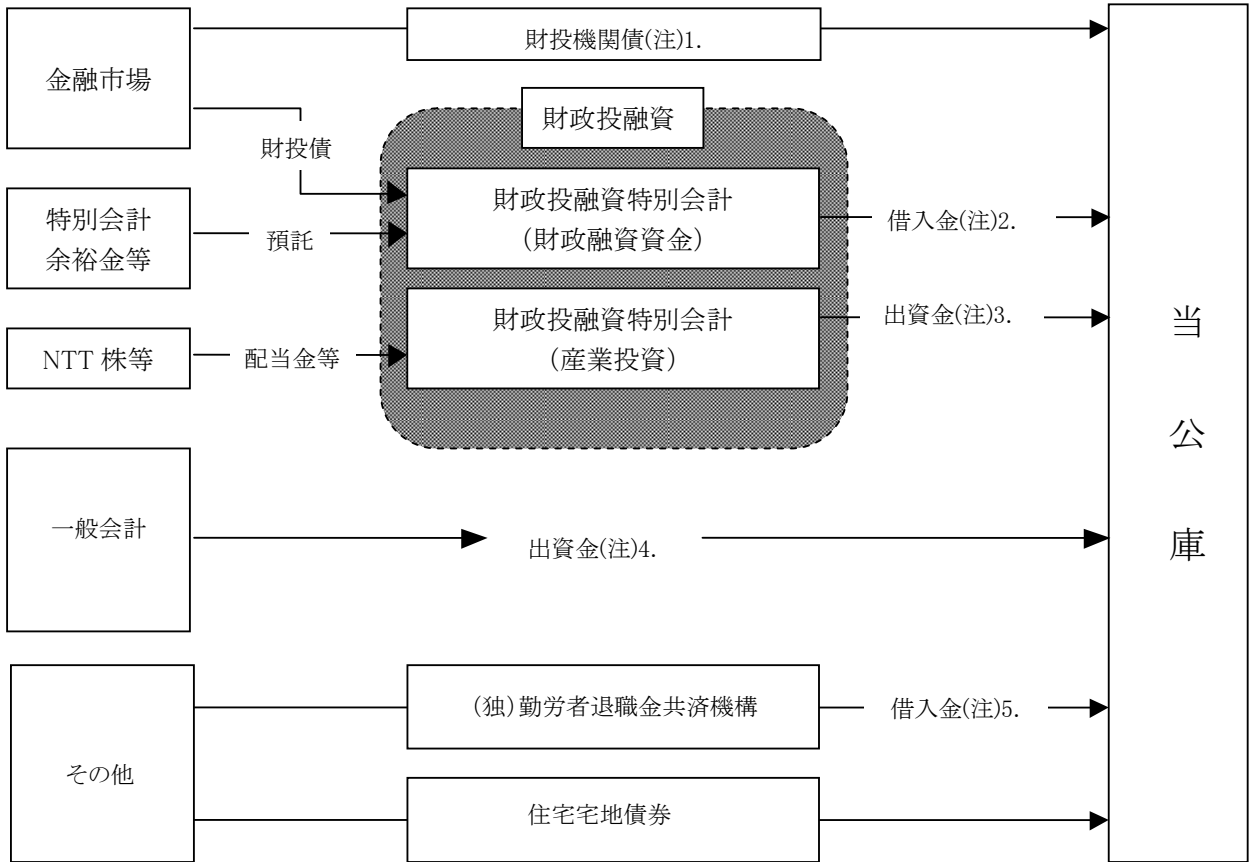 金融市場
財投機関債(注)1.
財政投融資
財投債
特別会計
余裕金等
預託
財政投融資特別会計
(財政融資資金)
借入金(注)2.
NTT 株等
配当金等
財政投融資特別会計
(産業投資)
出資金(注)3.
一般会計
出資金(注)4.
その他
(独)勤労者退職金共済機構
借入金(注)5.
住宅宅地債券
当
公
庫